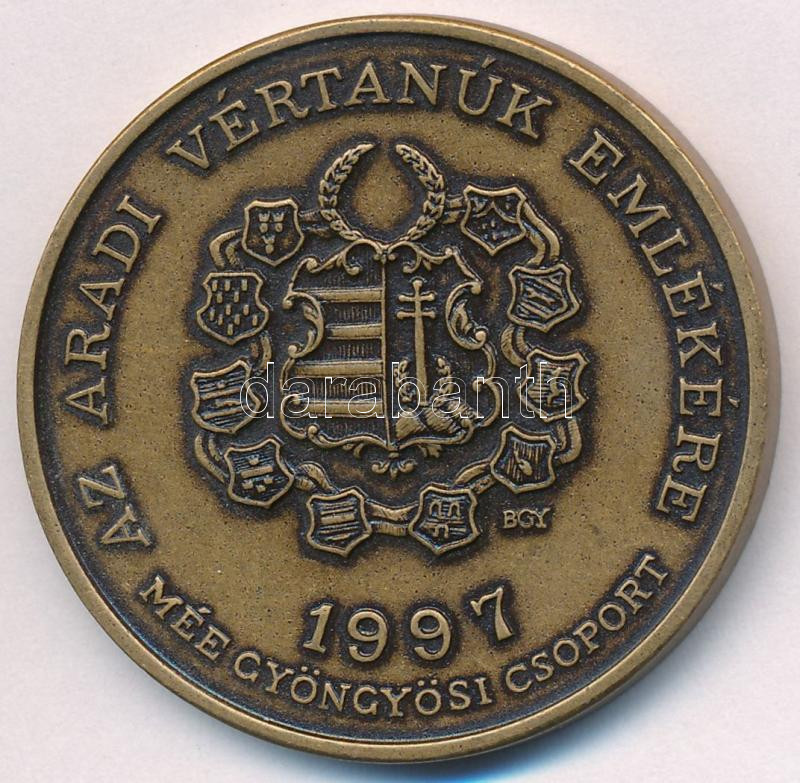 AZ ARADI VÉRTANÚK EMLÉKÉRE
BGY
1997
MÉE GYÖNGYÖSI CSOPORT
darabanth